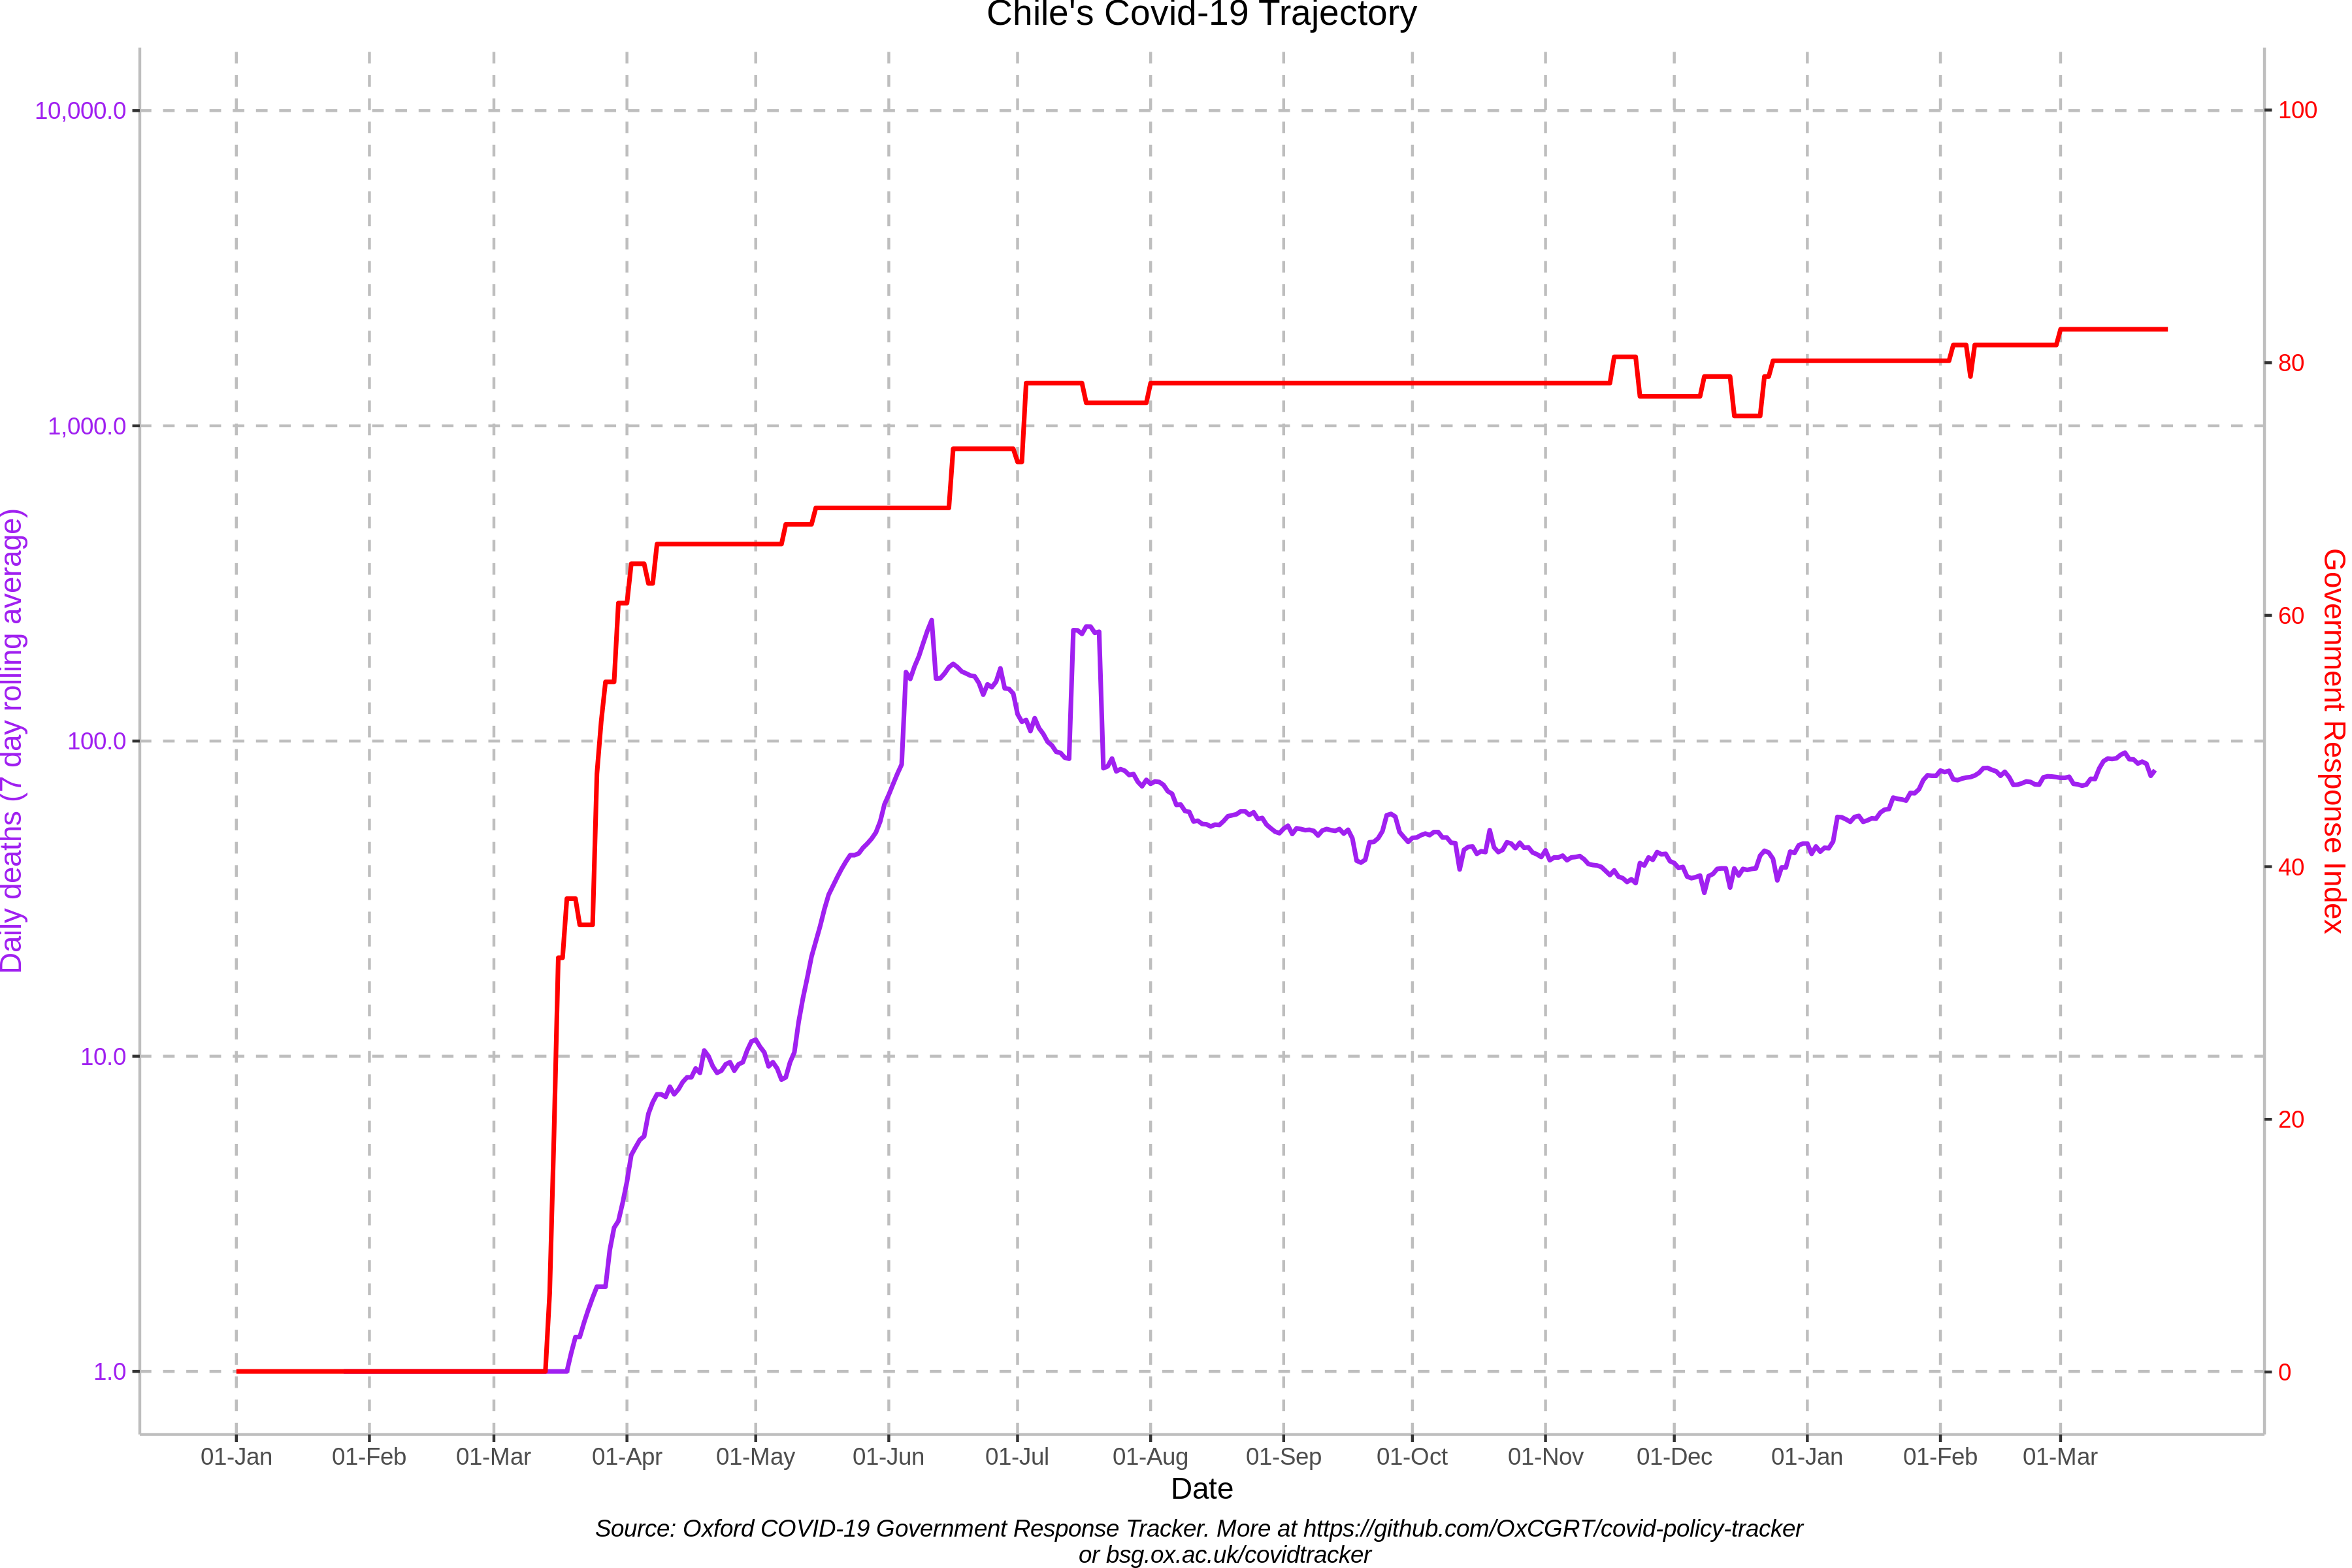 Chile's Covid-19 Trajectory
10,000.0
1,000.0
100.0
10.0
1.0
Daily deaths (7 day rolling average)
100
80
60
40
20
0
Government Response Index
01-Jan
01-Feb
01-Mar
01-Apr
01-May
01-Jun
01-Jul
01-Aug
01-Sep
01-Oct
01-Nov
01-Dec
01-Jan
01-Feb
01-Mar
Date
Source: Oxford COVID-19 Government Response Tracker. More at https://github.com/OxCGRT/covid-policy-tracker
or bsg.ox.ac.uk/covidtracker